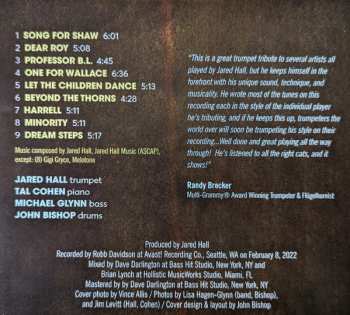 1 SONG FOR SHAW 6:01
2 DEAR ROY 5:08
3 PROFESSOR B.L. 4:04
4 ONE FOR WALLACE 6:36
5 LET THE CHILDREN DANCE 5:13
6 BEYOND THE THORNS 4:28
7 HARRELL 5:11
8 MINORITY 5:11
9 DREAM STEPS 5:17
Music composed by Jared Hall, Jared Hall Music (ASCAP),
except: (8) Gigi Gryce, Melotone
JARED HALL trumpet
TAL COHEN piano
MICHAEL GLYNN bass
JOHN BISHOP drums
"This is a great trumpet tribute to several artists all
played by Jared Hall, but he keeps himself in the
forefront with his unique sound, technique, and
musicality. He wrote most of the tunes on this
recording each in the style of the individual player
he's tributing, and if he keeps this up, trumpeters the
world over will soon be trumpeting his style on their
recording...Well done and great playing all the way
through! He's listened to all the right cats, and it
shows!"
Randy Brecker
Multi-Grammy® Award Winning Trumpeter & Flügelhornist
Produced by Jared Hall
Recorded by Robb Davidson at Avast! Recording Co., Seattle, WA on February 8, 2022
Mixed by Dave Darlington at Bass Hit Studio, New York, NY and
Brian Lynch at Hollistic MusicWorks Studio, Miami, FL
Mastered by by Dave Darlington at Bass Hit Studio, New York, NY
Cover photo by Vince Allis / Photos by Lisa Hagen-Glynn (band, Bishop),
and Jim Levitt (Hall, Cohen) / Cover design & layout by John Bishop